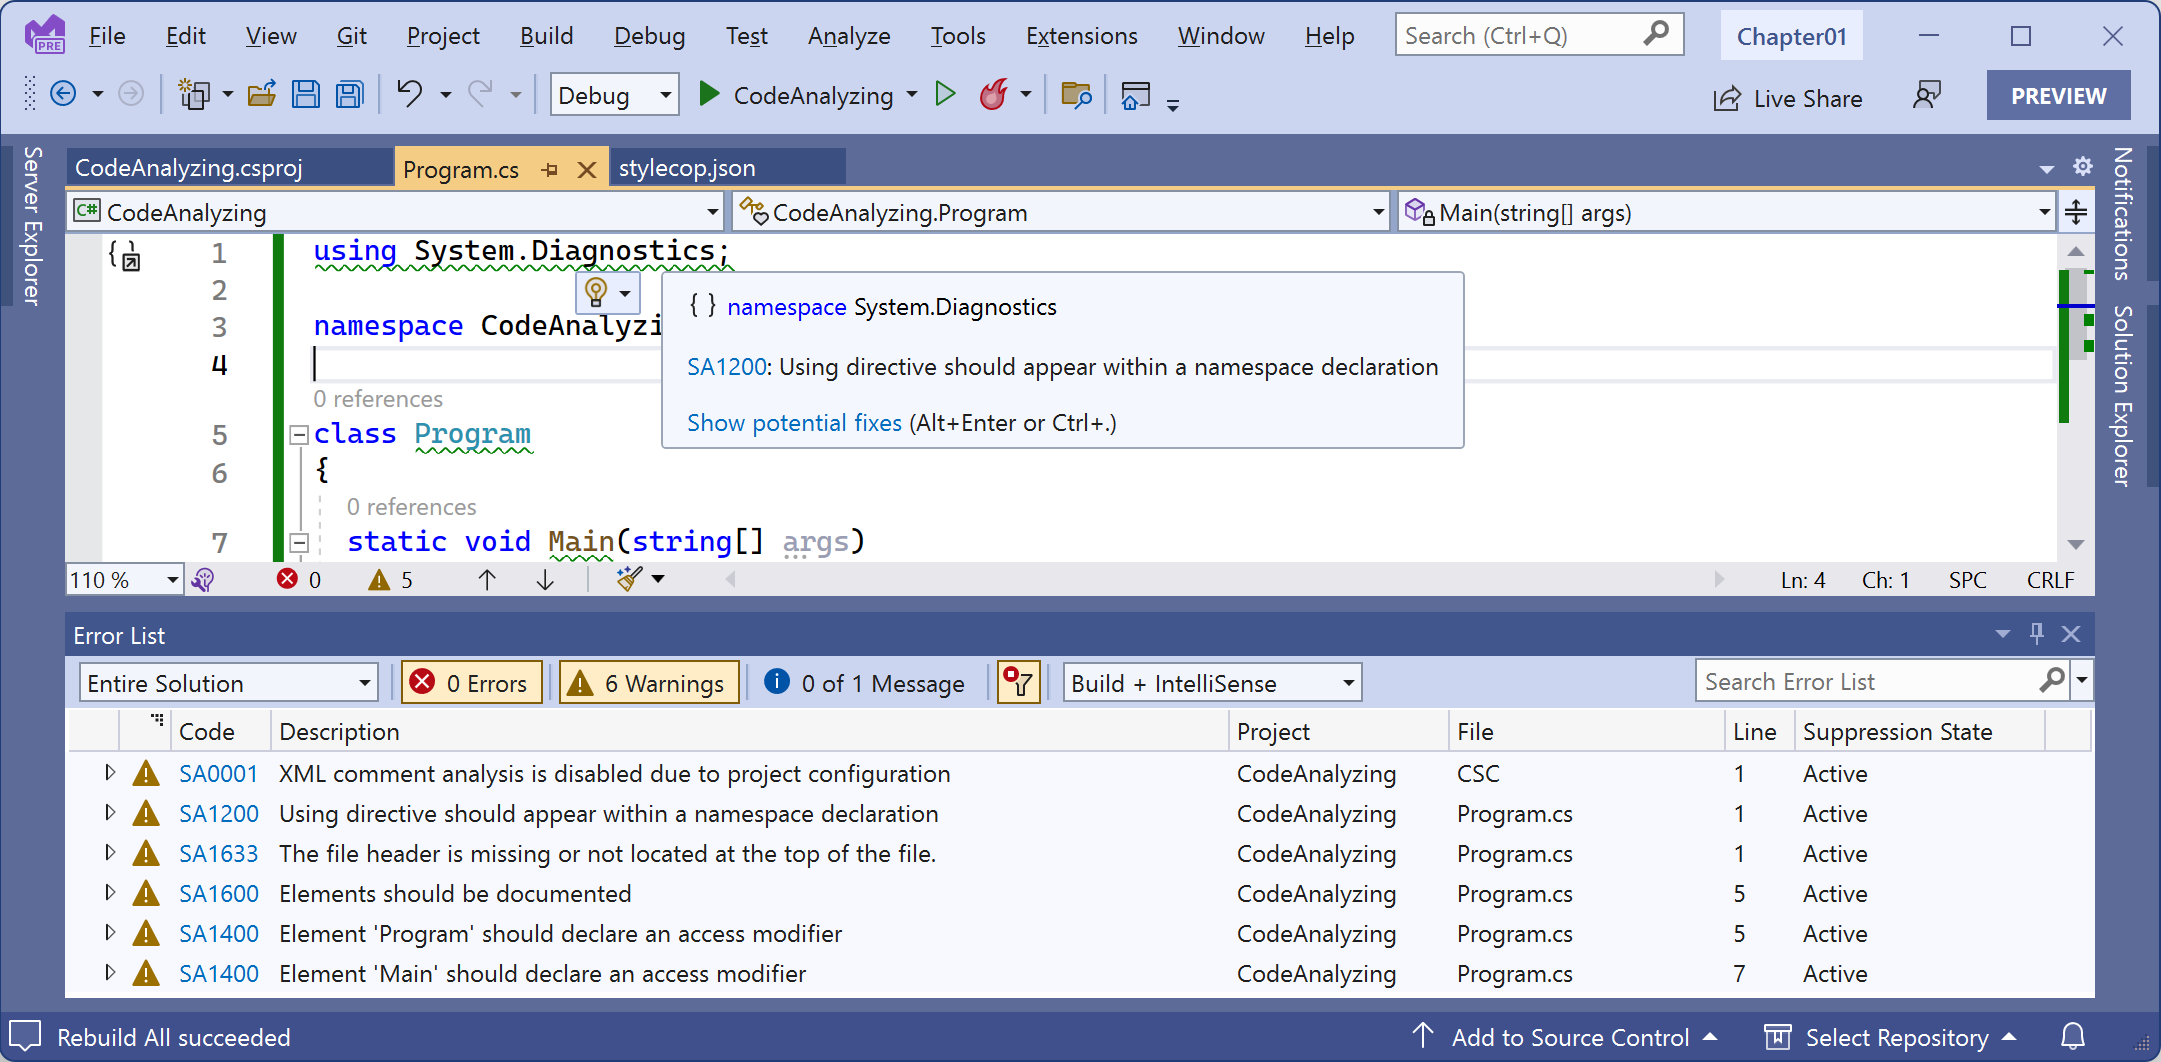 PRE File Edit View Git Project Build Debug Test Analyze Tools Extensions Window Help Search (Ctrl+Q) Chapter01
Debug CodeAnalyzing Live Share PREVIEW
Server Explorer
CodeAnalyzing.csproj Program.cs stylecop.json
C# CodeAnalyzing CodeAnalyzing.Program Main(string[] args)
1 using System.Diagnostics;
2
{ } namespace System.Diagnostics
3 namespace CodeAnalyzi
SA1200: Using directive should appear within a namespace declaration
4
0 references
Show potential fixes (Alt+Enter or Ctrl+.)
5 class Program
6 {
0 references
7 static void Main(string[] args)
110 % 0 5 Ln: 4 Ch: 1 SPC CRLF
Notifications
Solution Explorer
Error List
Entire Solution 0 Errors 6 Warnings 0 of 1 Message Build + IntelliSense Search Error List
Code Description Project File Line Suppression State
SA0001 XML comment analysis is disabled due to project configuration CodeAnalyzing CSC 1 Active
SA1200 Using directive should appear within a namespace declaration CodeAnalyzing Program.cs 1 Active
SA1633 The file header is missing or not located at the top of the file. CodeAnalyzing Program.cs 1 Active
SA1600 Elements should be documented CodeAnalyzing Program.cs 5 Active
SA1400 Element 'Program' should declare an access modifier CodeAnalyzing Program.cs 5 Active
SA1400 Element 'Main' should declare an access modifier CodeAnalyzing Program.cs 7 Active
Rebuild All succeeded Add to Source Control Select Repository